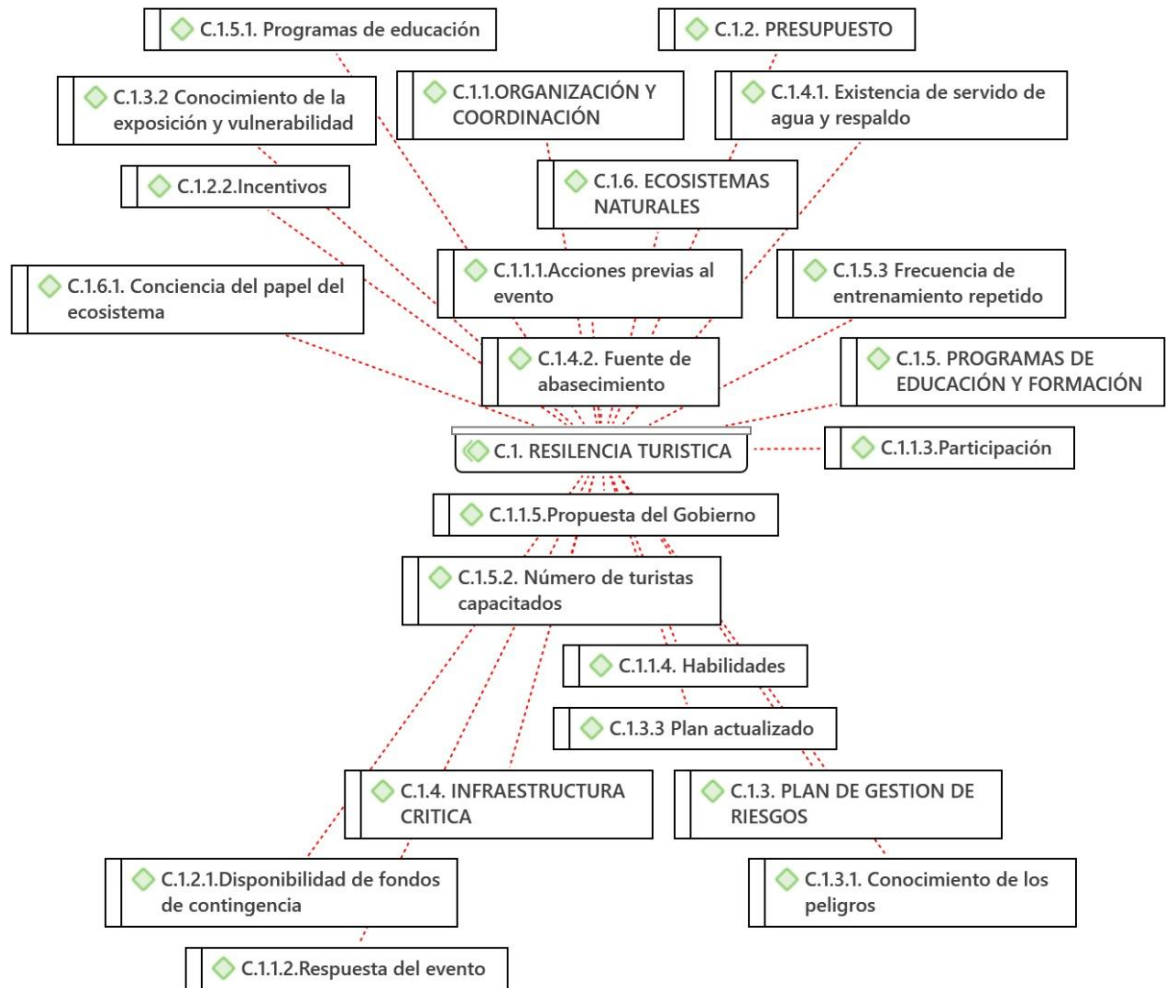 C.1.5.1. Programas de educación
C.1.2. PRESUPUESTO
C.1.3.2 Conocimiento de la
exposición y vulnerabilidad
C.1.1.ORGANIZACIÓN Y
COORDINACIÓN
C.1.4.1. Existencia de servido de
agua y respaldo
C.1.2.2.Incentivos
C.1.6. ECOSISTEMAS
NATURALES
C.1.6.1. Conciencia del papel del
ecosistema
C.1.1.1.Acciones previas al
evento
C.1.5.3 Frecuencia de
entrenamiento repetido
C.1.4.2. Fuente de
abasecimiento
C.1.5. PROGRAMAS DE
EDUCACIÓN Y FORMACIÓN
C.1. RESILENCIA TURISTICA
C.1.1.3.Participación
C.1.1.5.Propuesta del Gobierno
C.1.5.2. Número de turistas
capacitados
C.1.1.4. Habilidades
C.1.3.3 Plan actualizado
C.1.4. INFRAESTRUCTURA
CRITICA
C.1.3. PLAN DE GESTION DE
RIESGOS
C.1.2.1.Disponibilidad de fondos
de contingencia
C.1.3.1. Conocimiento de los
peligros
C.1.1.2.Respuesta del evento